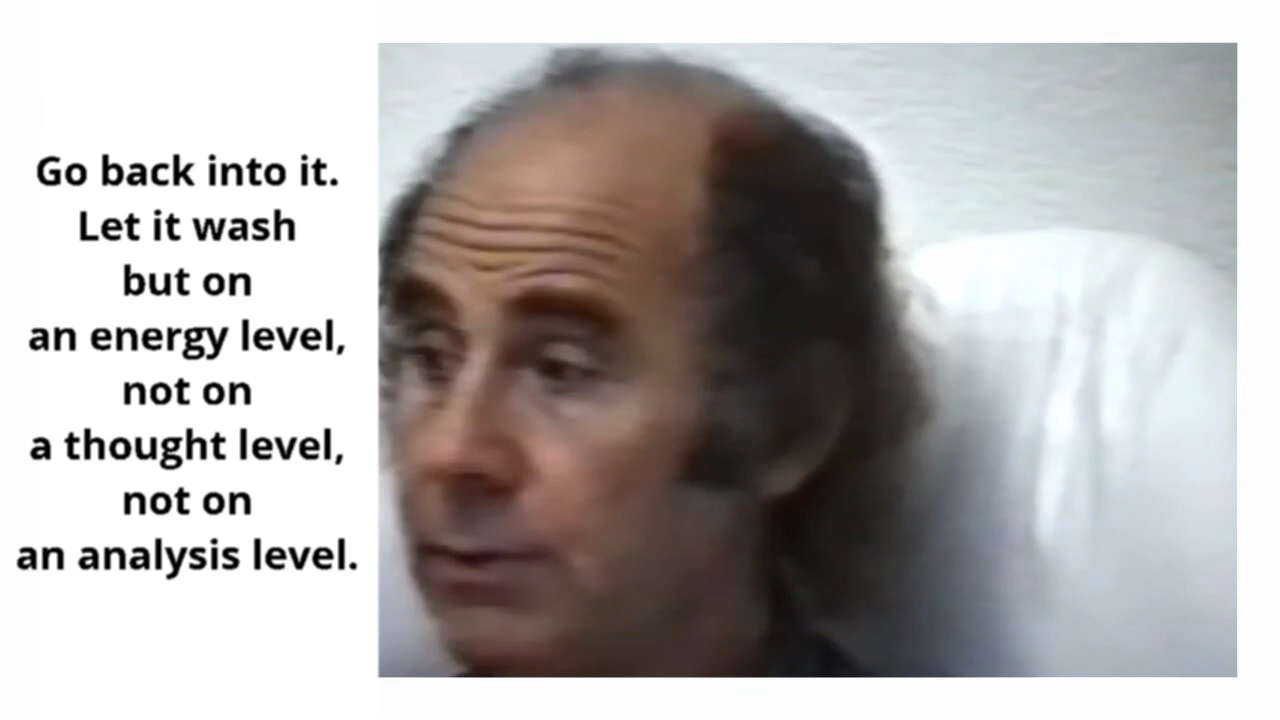 Go back into it.
Let it wash
but on
an energy level,
not on
a thought level,
not on
an analysis level.